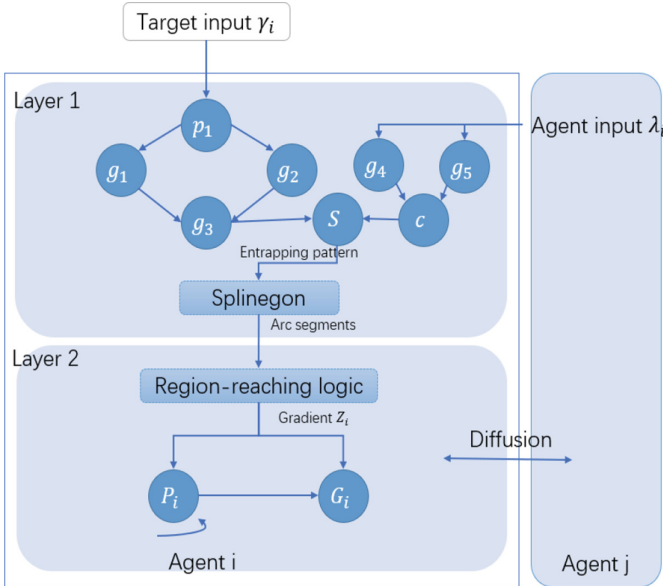 Target input γᵢ
Layer 1
p₁
g₁
g₂
g₃
g₄
g₅
S
c
Agent input λᵢ
Entrapping pattern
Splinegon
Arc segments
Layer 2
Region-reaching logic
Gradient zᵢ
Pᵢ
Gᵢ
Agent i
Diffusion
Agent j